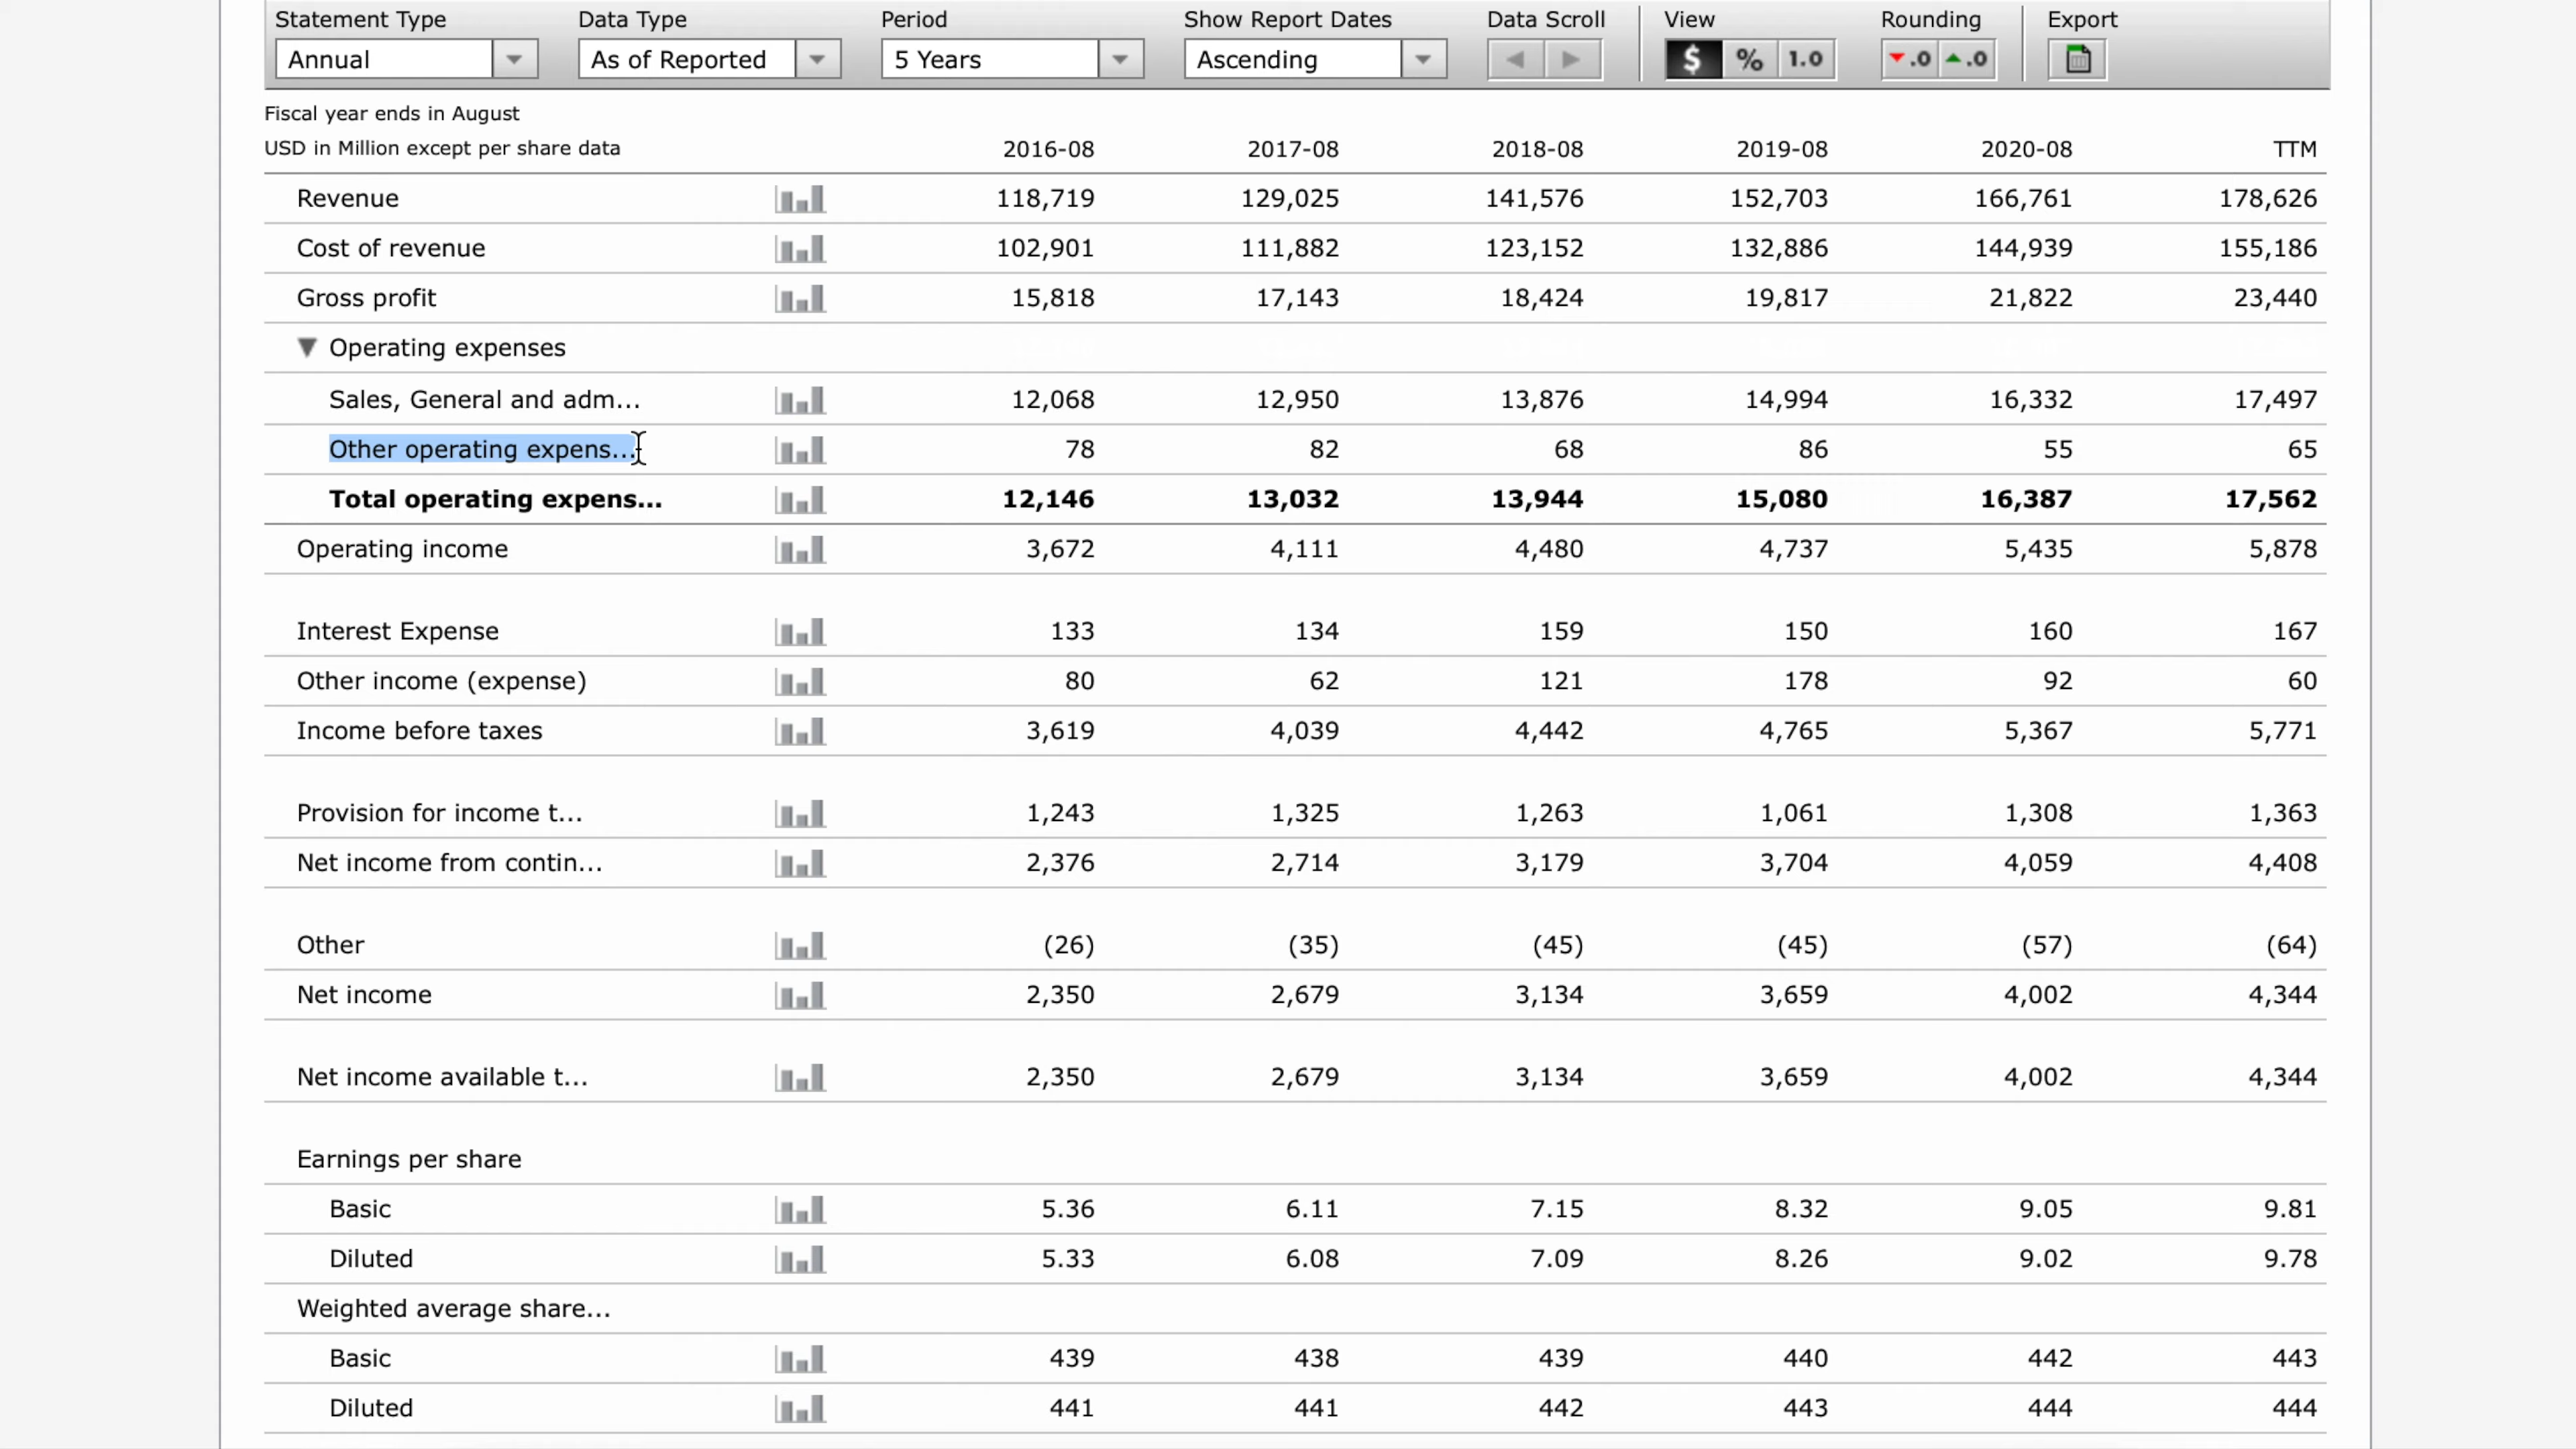 Statement Type Data Type Period Show Report Dates Data Scroll View Rounding Export
Annual As of Reported 5 Years Ascending $ % 1.0 .0 .0
Fiscal year ends in August
USD in Million except per share data 2016-08 2017-08 2018-08 2019-08 2020-08 TTM
Revenue 118,719 129,025 141,576 152,703 166,761 178,626
Cost of revenue 102,901 111,882 123,152 132,886 144,939 155,186
Gross profit 15,818 17,143 18,424 19,817 21,822 23,440
Operating expenses
Sales, General and adm... 12,068 12,950 13,876 14,994 16,332 17,497
Other operating expens... 78 82 68 86 55 65
Total operating expens... 12,146 13,032 13,944 15,080 16,387 17,562
Operating income 3,672 4,111 4,480 4,737 5,435 5,878
Interest Expense 133 134 159 150 160 167
Other income (expense) 80 62 121 178 92 60
Income before taxes 3,619 4,039 4,442 4,765 5,367 5,771
Provision for income t... 1,243 1,325 1,263 1,061 1,308 1,363
Net income from contin... 2,376 2,714 3,179 3,704 4,059 4,408
Other (26) (35) (45) (45) (57) (64)
Net income 2,350 2,679 3,134 3,659 4,002 4,344
Net income available t... 2,350 2,679 3,134 3,659 4,002 4,344
Earnings per share
Basic 5.36 6.11 7.15 8.32 9.05 9.81
Diluted 5.33 6.08 7.09 8.26 9.02 9.78
Weighted average share...
Basic 439 438 439 440 442 443
Diluted 441 441 442 443 444 444